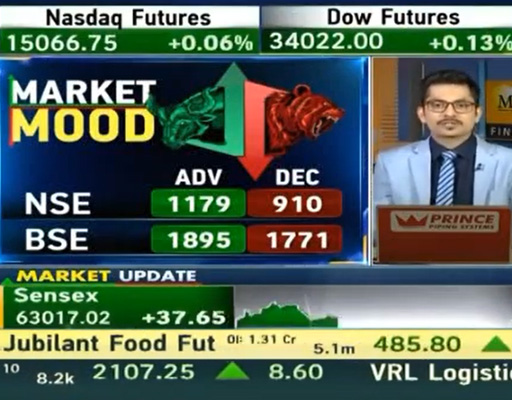 Nasdaq Futures
15066.75 +0.06%
Dow Futures
34022.00 +0.13%
MARKET
MOOD
ADV DEC
NSE 1179 910
BSE 1895 1771
M
FIN
PRINCE
PIPING SYSTEMS
MARKET UPDATE
Sensex
63017.02 +37.65
Jubilant Food Fut OI: 1.31 Cr 5.1m 485.80
10 8.2k 2107.25 8.60 VRL Logistic